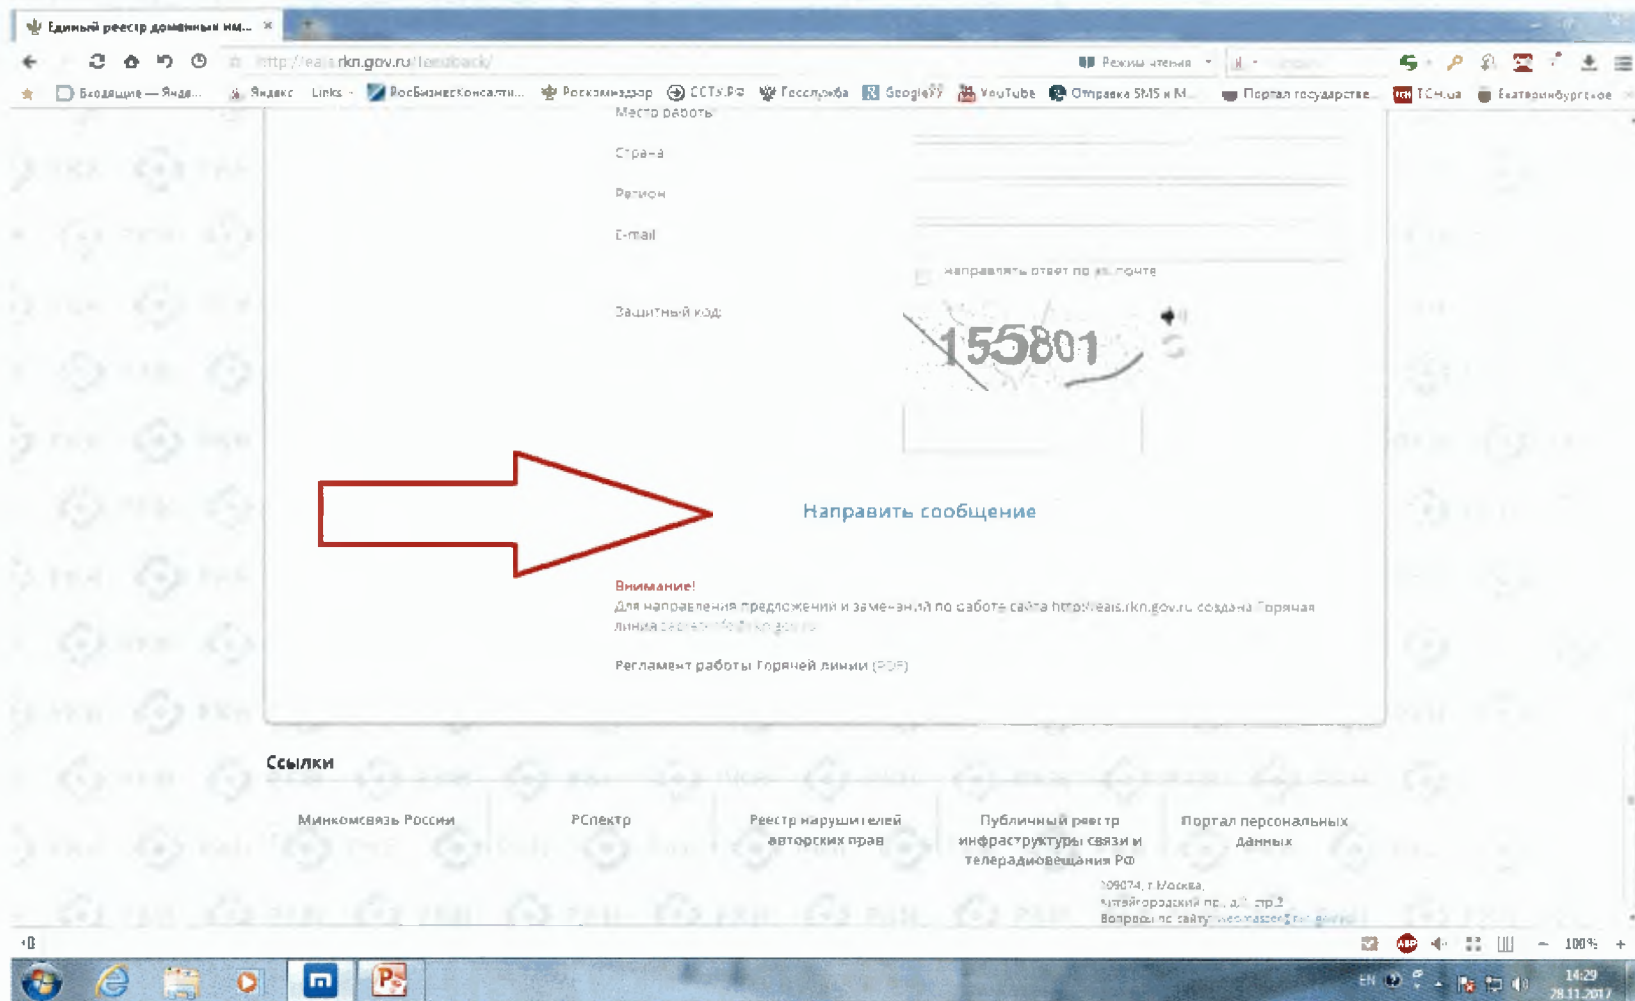 Единый реестр доменных им...
http://eais.rkn.gov.ru/feedback/
Режим чтения
Входящие — Янде...
Яндекс
Links
РосБизнесКонсалти...
Роскомнадзор
ССТУ.РФ
Госслужба
YouTube
Отправка SMS и М...
Портал государстве...
TCH.ua
Екатеринбургское
Место работы
Страна
Регион
E-mail
направлять ответ по эл. почте
Защитный код:
155801
Направить сообщение
Внимание!
Для направления предложений и замечаний по работе сайта http://eais.rkn.gov.ru создана Горячая
линия
Регламент работы Горячей линии (PDF)
Ссылки
Минкомсвязь России
РСпектр
Реестр нарушителей
авторских прав
Публичный реестр
инфраструктуры связи и
телерадиовещания РФ
Портал персональных
данных
109074, г.Москва,
Китайгородский пр., д.7, стр.2
Вопросы по сайту:
ABP
100%
EN
14:29
28.11.2017